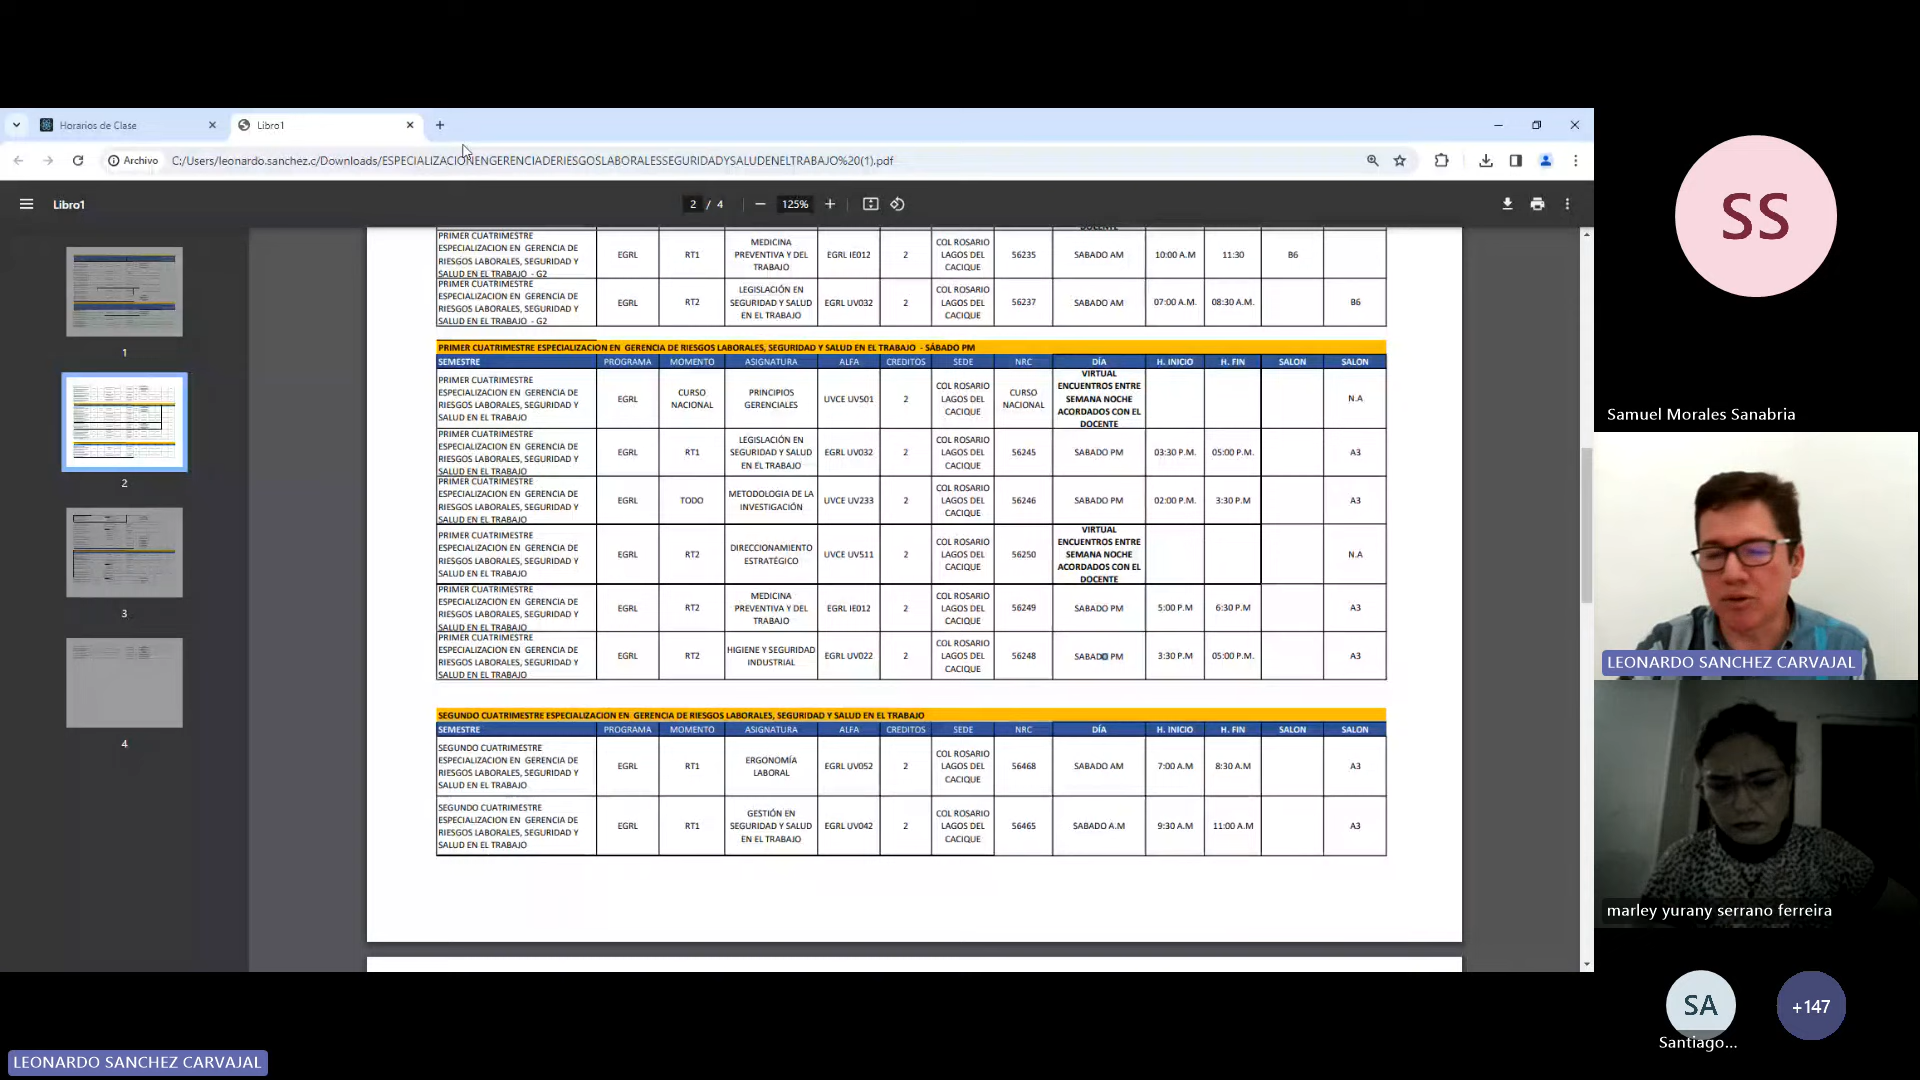 Horarios de Clase
Libro1
Archivo C:/Users/leonardo.sanchez.c/Downloads/ESPECIALIZACIONENGERENCIADERIESGOSLABORALESSEGURIDADYSALUDENELTRABAJO%20(1).pdf
Libro1 2 / 4 125%
1
2
3
4
DOCENTE
PRIMER CUATRIMESTRE ESPECIALIZACION EN GERENCIA DE RIESGOS LABORALES, SEGURIDAD Y SALUD EN EL TRABAJO - G2 EGRL RT1 MEDICINA PREVENTIVA Y DEL TRABAJO EGRL IE012 2 COL ROSARIO LAGOS DEL CACIQUE 56235 SABADO AM 10:00 A.M 11:30 B6
PRIMER CUATRIMESTRE ESPECIALIZACION EN GERENCIA DE RIESGOS LABORALES, SEGURIDAD Y SALUD EN EL TRABAJO - G2 EGRL RT2 LEGISLACIÓN EN SEGURIDAD Y SALUD EN EL TRABAJO EGRL UV032 2 COL ROSARIO LAGOS DEL CACIQUE 56237 SABADO AM 07:00 A.M. 08:30 A.M. B6
PRIMER CUATRIMESTRE ESPECIALIZACION EN GERENCIA DE RIESGOS LABORALES, SEGURIDAD Y SALUD EN EL TRABAJO - SÁBADO PM
SEMESTRE PROGRAMA MOMENTO ASIGNATURA ALFA CREDITOS SEDE NRC DÍA H. INICIO H. FIN SALON SALON
PRIMER CUATRIMESTRE ESPECIALIZACION EN GERENCIA DE RIESGOS LABORALES, SEGURIDAD Y SALUD EN EL TRABAJO EGRL CURSO NACIONAL PRINCIPIOS GERENCIALES UVCE UV501 2 COL ROSARIO LAGOS DEL CACIQUE CURSO NACIONAL VIRTUAL ENCUENTROS ENTRE SEMANA NOCHE ACORDADOS CON EL DOCENTE N.A
PRIMER CUATRIMESTRE ESPECIALIZACION EN GERENCIA DE RIESGOS LABORALES, SEGURIDAD Y SALUD EN EL TRABAJO EGRL RT1 LEGISLACIÓN EN SEGURIDAD Y SALUD EN EL TRABAJO EGRL UV032 2 COL ROSARIO LAGOS DEL CACIQUE 56245 SABADO PM 03:30 P.M. 05:00 P.M. A3
PRIMER CUATRIMESTRE ESPECIALIZACION EN GERENCIA DE RIESGOS LABORALES, SEGURIDAD Y SALUD EN EL TRABAJO EGRL TODO METODOLOGIA DE LA INVESTIGACIÓN UVCE UV233 2 COL ROSARIO LAGOS DEL CACIQUE 56246 SABADO PM 02:00 P.M. 3:30 P.M A3
PRIMER CUATRIMESTRE ESPECIALIZACION EN GERENCIA DE RIESGOS LABORALES, SEGURIDAD Y SALUD EN EL TRABAJO EGRL RT2 DIRECCIONAMIENTO ESTRATÉGICO UVCE UV511 2 COL ROSARIO LAGOS DEL CACIQUE 56250 VIRTUAL ENCUENTROS ENTRE SEMANA NOCHE ACORDADOS CON EL DOCENTE N.A
PRIMER CUATRIMESTRE ESPECIALIZACION EN GERENCIA DE RIESGOS LABORALES, SEGURIDAD Y SALUD EN EL TRABAJO EGRL RT2 MEDICINA PREVENTIVA Y DEL TRABAJO EGRL IE012 2 COL ROSARIO LAGOS DEL CACIQUE 56249 SABADO PM 5:00 P.M 6:30 P.M A3
PRIMER CUATRIMESTRE ESPECIALIZACION EN GERENCIA DE RIESGOS LABORALES, SEGURIDAD Y SALUD EN EL TRABAJO EGRL RT2 HIGIENE Y SEGURIDAD INDUSTRIAL EGRL UV022 2 COL ROSARIO LAGOS DEL CACIQUE 56248 SABADO PM 3:30 P.M 05:00 P.M. A3
SEGUNDO CUATRIMESTRE ESPECIALIZACION EN GERENCIA DE RIESGOS LABORALES, SEGURIDAD Y SALUD EN EL TRABAJO
SEMESTRE PROGRAMA MOMENTO ASIGNATURA ALFA CREDITOS SEDE NRC DÍA H. INICIO H. FIN SALON SALON
SEGUNDO CUATRIMESTRE ESPECIALIZACION EN GERENCIA DE RIESGOS LABORALES, SEGURIDAD Y SALUD EN EL TRABAJO EGRL RT1 ERGONOMÍA LABORAL EGRL UV052 2 COL ROSARIO LAGOS DEL CACIQUE 56468 SABADO AM 7:00 A.M 8:30 A.M A3
SEGUNDO CUATRIMESTRE ESPECIALIZACION EN GERENCIA DE RIESGOS LABORALES, SEGURIDAD Y SALUD EN EL TRABAJO EGRL RT1 GESTIÓN EN SEGURIDAD Y SALUD EN EL TRABAJO EGRL UV042 2 COL ROSARIO LAGOS DEL CACIQUE 56465 SABADO A.M 9:30 A.M 11:00 A.M A3
SS
Samuel Morales Sanabria
LEONARDO SANCHEZ CARVAJAL
marley yurany serrano ferreira
SA
Santiago...
+147
LEONARDO SANCHEZ CARVAJAL